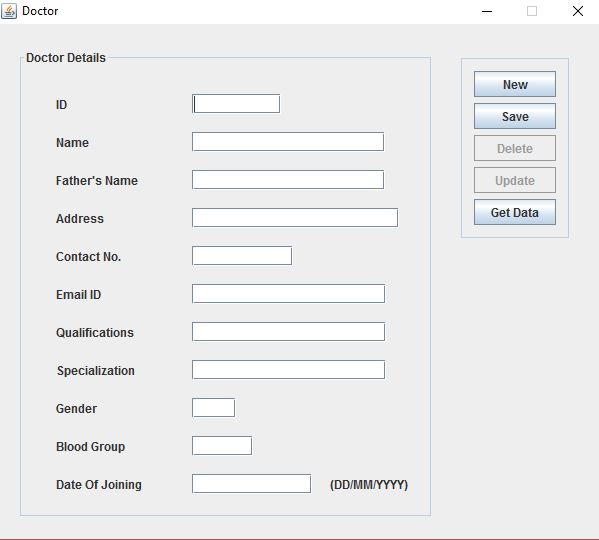 Doctor
Doctor Details
ID
Name
Father's Name
Address
Contact No.
Email ID
Qualifications
Specialization
Gender
Blood Group
Date Of Joining (DD/MM/YYYY)
New
Save
Delete
Update
Get Data